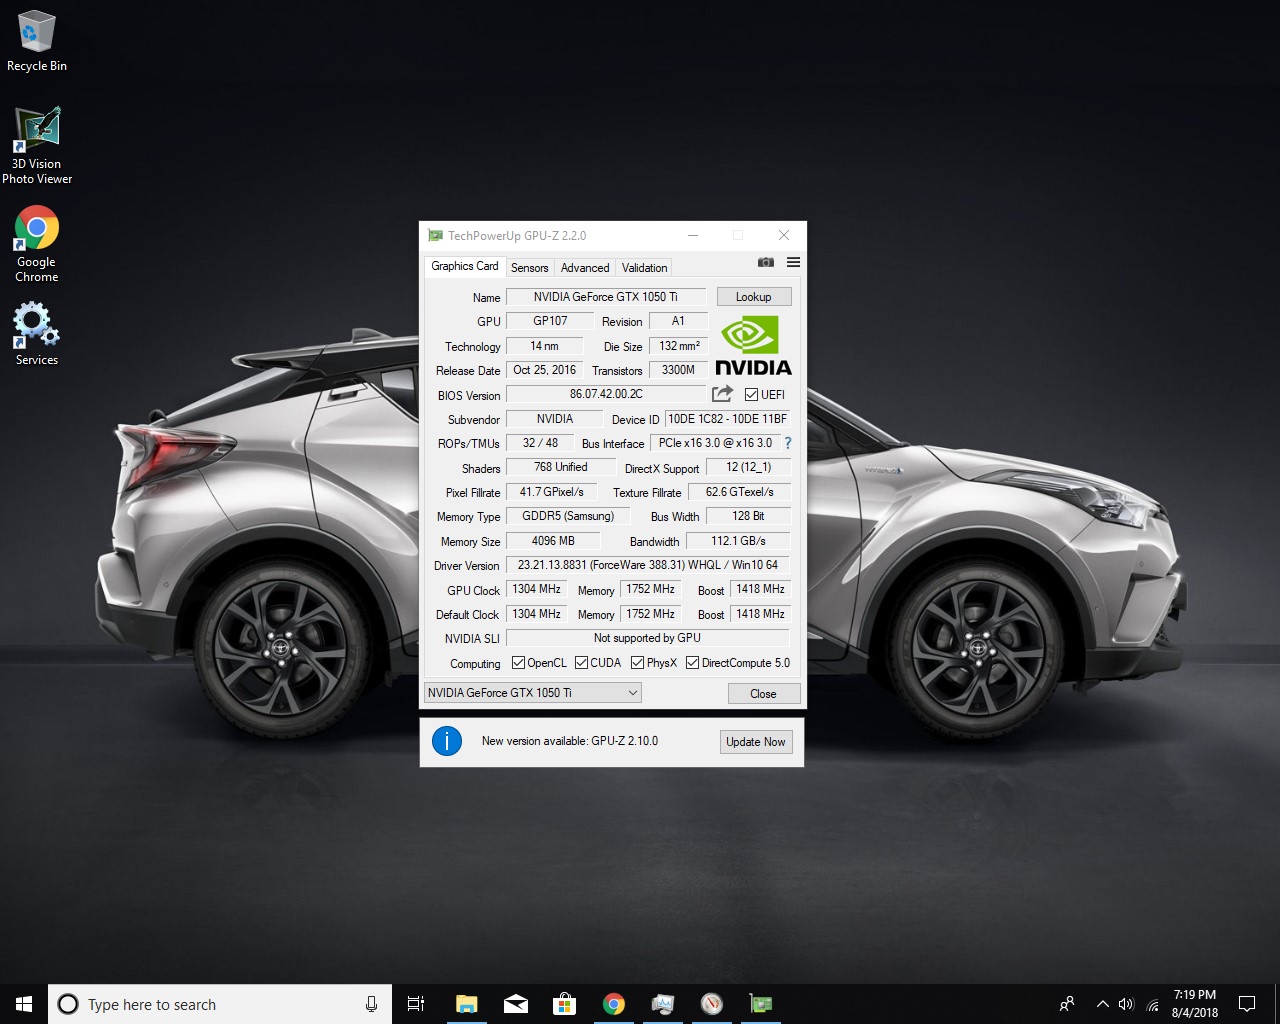 Recycle Bin
3D Vision
Photo Viewer
Google
Chrome
Services
TechPowerUp GPU-Z 2.2.0
Graphics Card Sensors Advanced Validation
Name NVIDIA GeForce GTX 1050 Ti Lookup
GPU GP107 Revision A1
Technology 14 nm Die Size 132 mm²
Release Date Oct 25, 2016 Transistors 3300M
NVIDIA
BIOS Version 86.07.42.00.2C UEFI
Subvendor NVIDIA Device ID 10DE 1C82 - 10DE 11BF
ROPs/TMUs 32 / 48 Bus Interface PCIe x16 3.0 @ x16 3.0 ?
Shaders 768 Unified DirectX Support 12 (12_1)
Pixel Fillrate 41.7 GPixel/s Texture Fillrate 62.6 GTexel/s
Memory Type GDDR5 (Samsung) Bus Width 128 Bit
Memory Size 4096 MB Bandwidth 112.1 GB/s
Driver Version 23.21.13.8831 (ForceWare 388.31) WHQL / Win10 64
GPU Clock 1304 MHz Memory 1752 MHz Boost 1418 MHz
Default Clock 1304 MHz Memory 1752 MHz Boost 1418 MHz
NVIDIA SLI Not supported by GPU
Computing OpenCL CUDA PhysX DirectCompute 5.0
NVIDIA GeForce GTX 1050 Ti Close
New version available: GPU-Z 2.10.0 Update Now
HYBRID
Type here to search
7:19 PM
8/4/2018